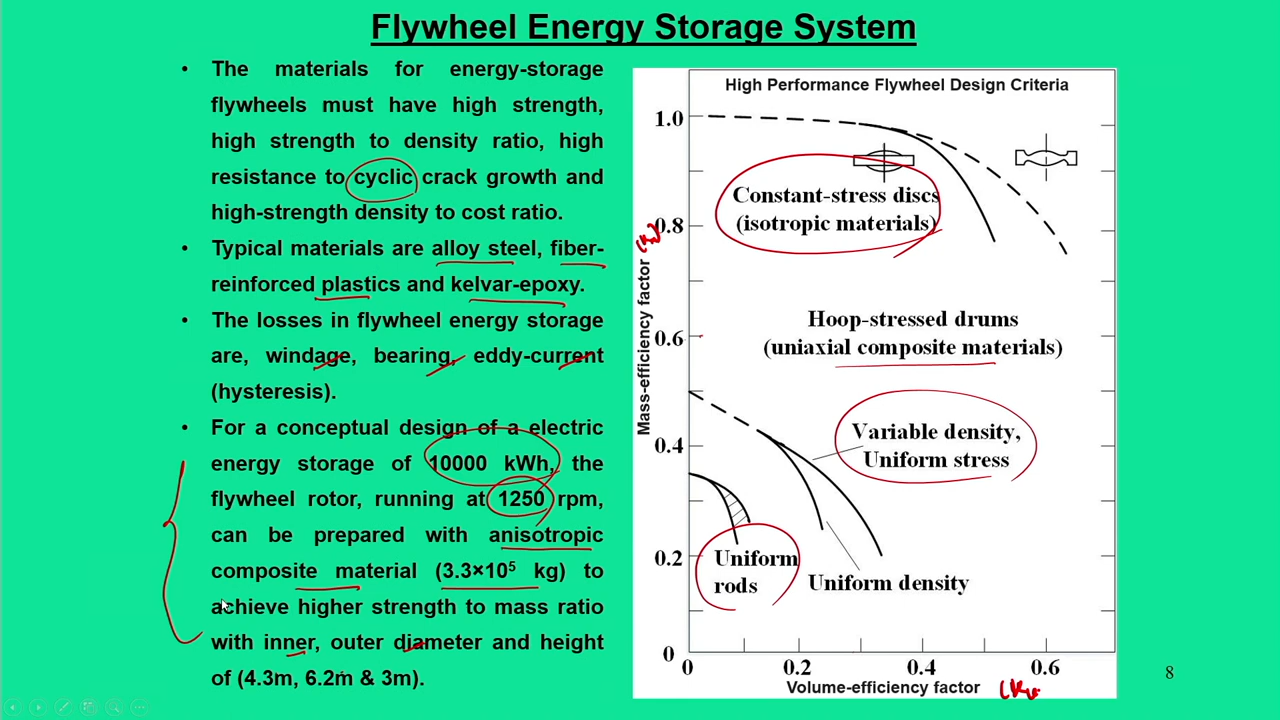 Flywheel Energy Storage System
• The materials for energy-storage
flywheels must have high strength,
high strength to density ratio, high
resistance to cyclic crack growth and
high-strength density to cost ratio.
• Typical materials are alloy steel, fiber-
reinforced plastics and kelvar-epoxy.
• The losses in flywheel energy storage
are, windage, bearing, eddy-current
(hysteresis).
• For a conceptual design of a electric
energy storage of 10000 kWh, the
flywheel rotor, running at 1250 rpm,
can be prepared with anisotropic
composite material (3.3×10⁵ kg) to
achieve higher strength to mass ratio
with inner, outer diameter and height
of (4.3m, 6.2m & 3m).
High Performance Flywheel Design Criteria
1.0
Constant-stress discs
(isotropic materials)
0.8
Mass-efficiency factor
Hoop-stressed drums
0.6
(uniaxial composite materials)
Variable density,
0.4
Uniform stress
0.2
Uniform
rods
Uniform density
0
0 0.2 0.4 0.6
Volume-efficiency factor
8